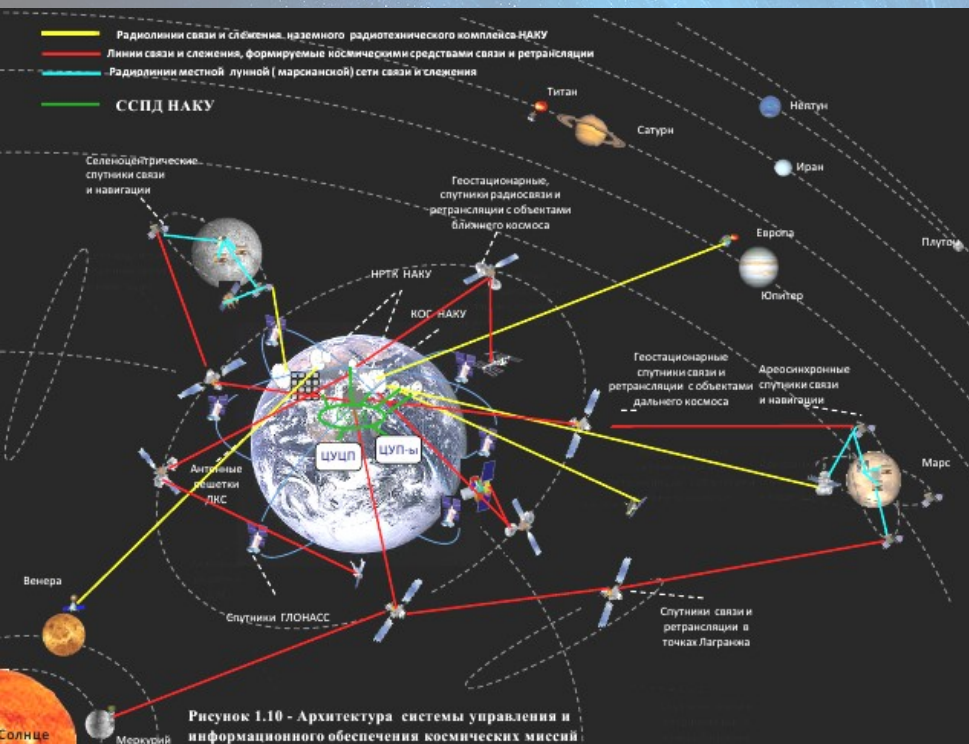 Радиолинии связи и слежения наземного радиотехнического комплекса НАКУ
Линии связи и слежения, формируемые космическими средствами связи и ретрансляции
Радиолинии местной лунной ( марсианской) сети связи и слежения
ССПД НАКУ
Титан
Сатурн
Нептун
Иран
Плутон
Селеноцентрические
спутники связи
и навигации
Геостационарные,
спутники радиосвязи и
ретрансляции с объектами
ближнего космоса
Европа
Юпитер
НРТК НАКУ
КОС НАКУ
Геостационарные
спутники связи и
ретрансляции с объектами
дальнего космоса
Ареосинхронные
спутники связи
и навигации
Марс
ЦУЦП
ЦУП-ы
Антенные
решетки
ЛКС
Венера
Спутники ГЛОНАСС
Спутники связи и
ретрансляции в
точках Лагранжа
Солнце
Меркурий
Рисунок 1.10 - Архитектура системы управления и
информационного обеспечения космических миссий